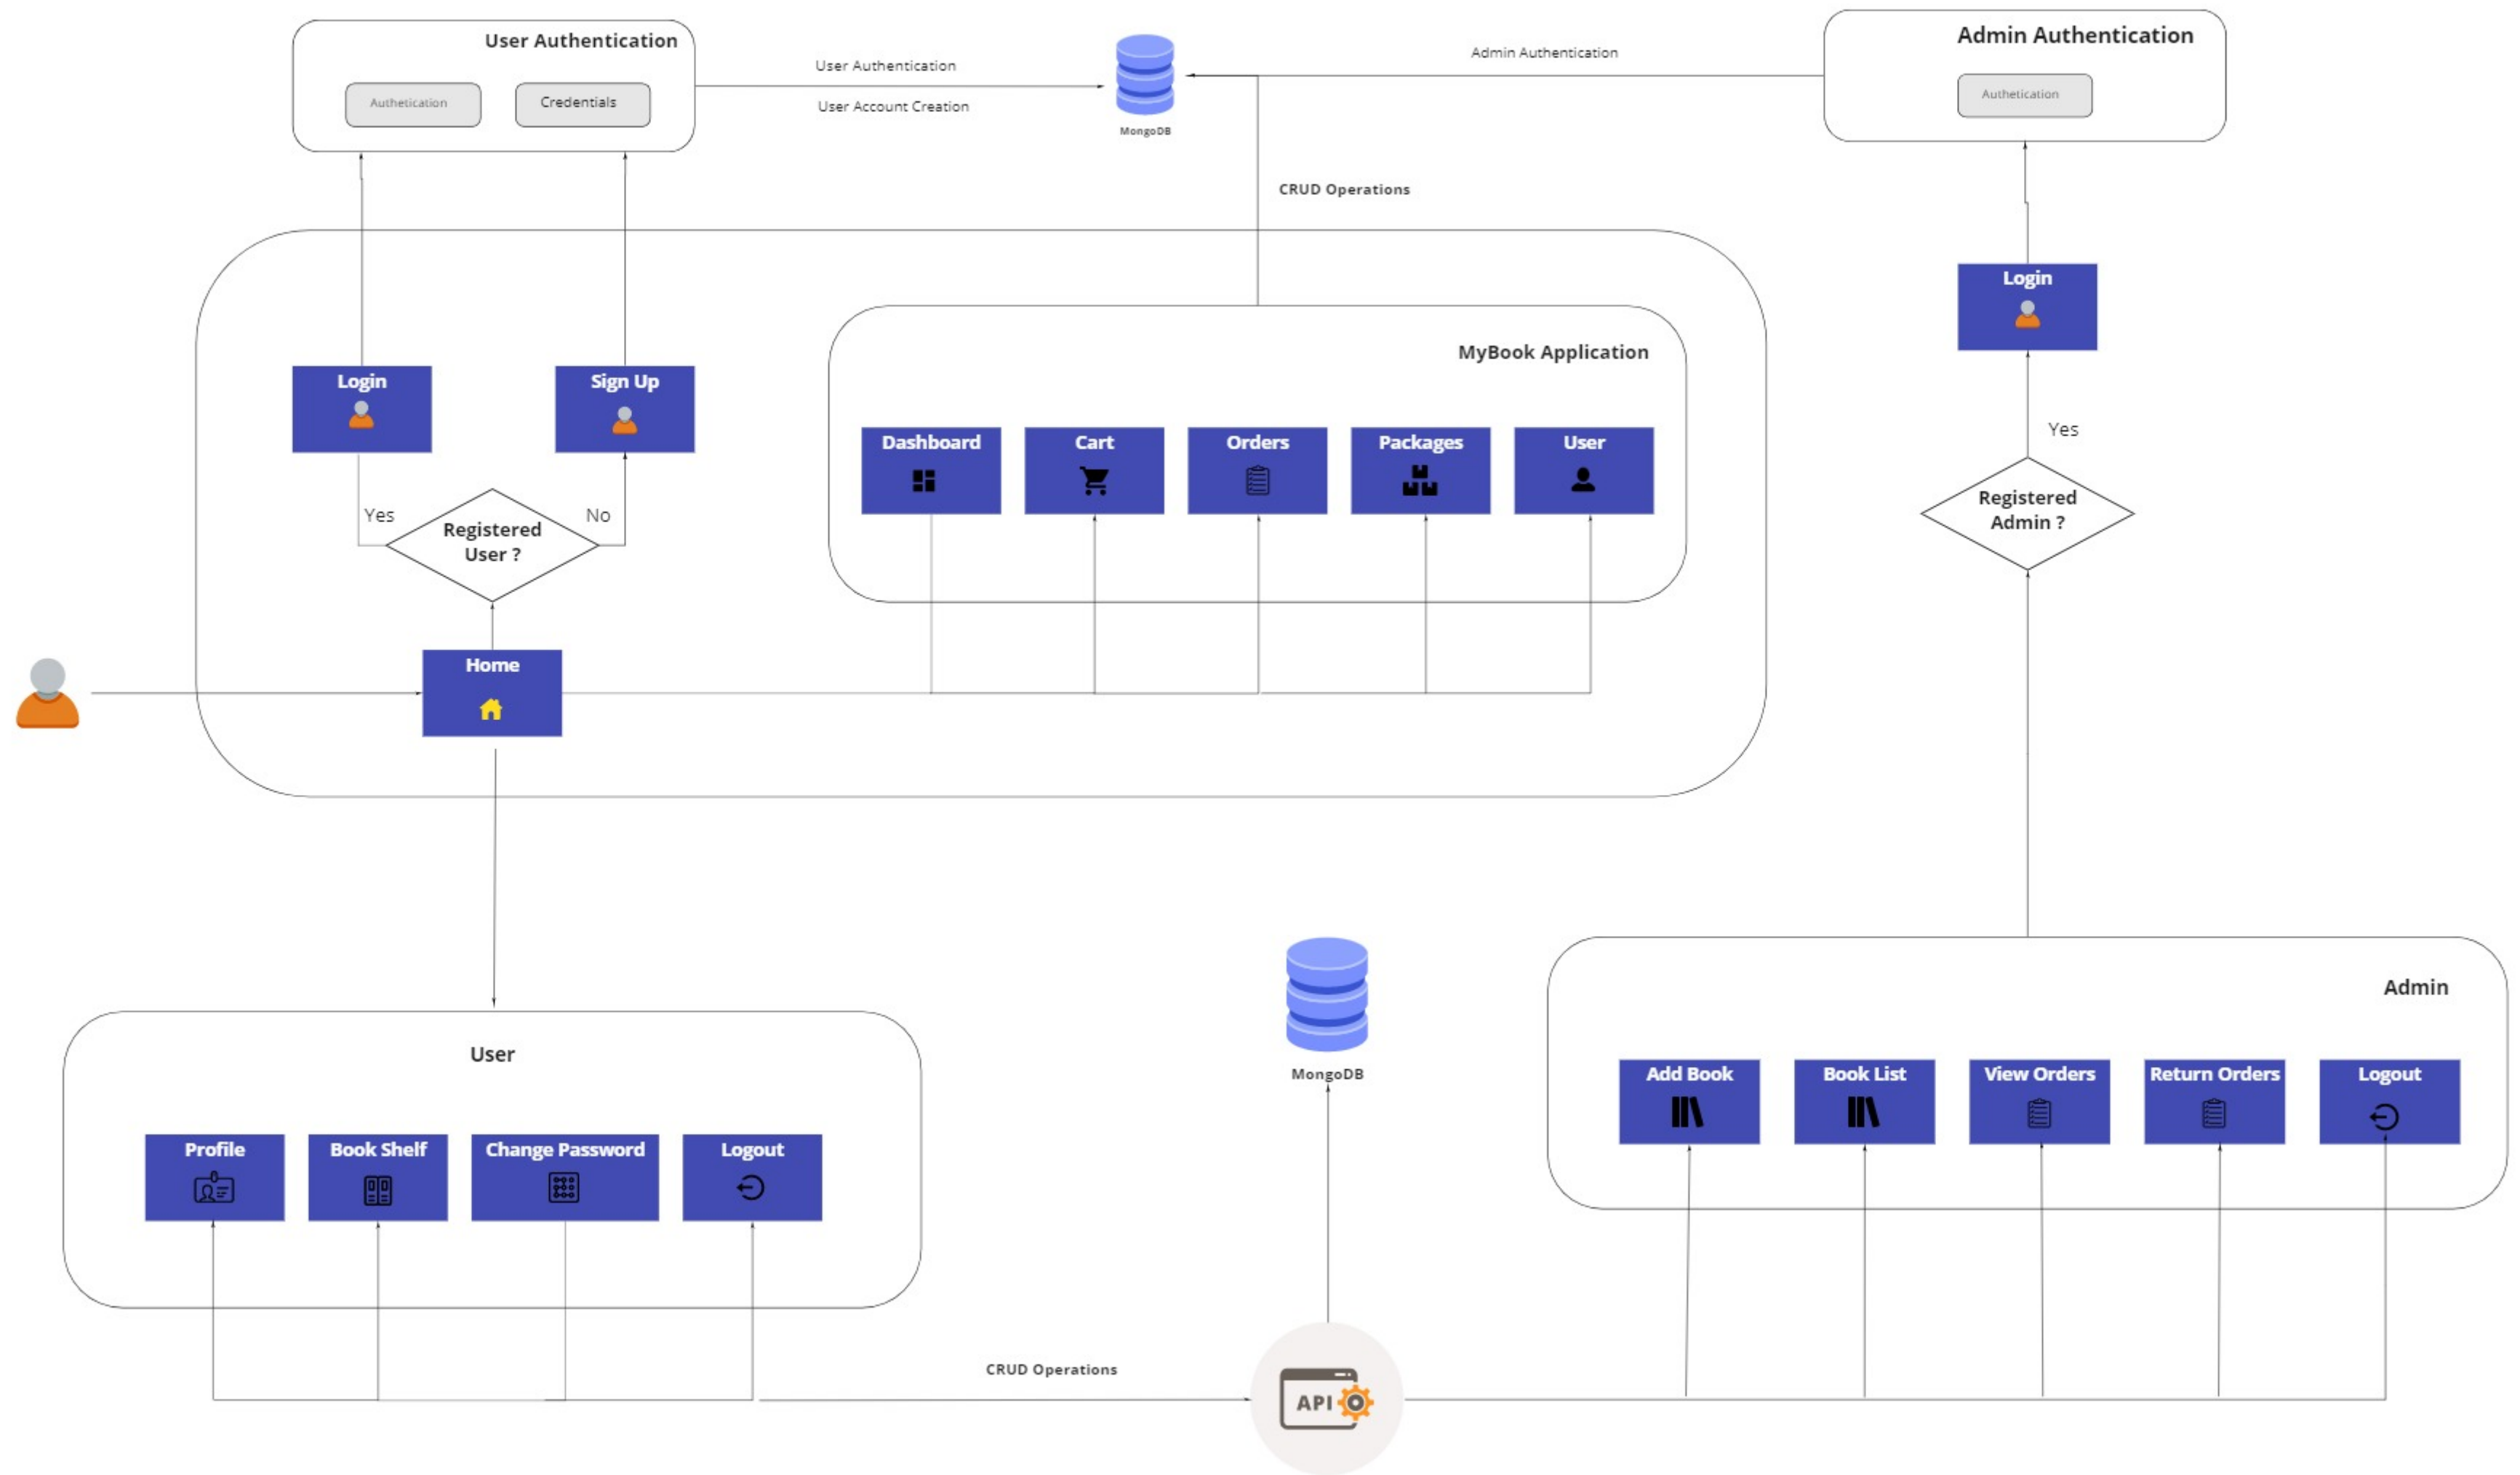 User Authentication
Authetication
Credentials
User Authentication
User Account Creation
MongoDB
Admin Authentication
Admin Authentication
Authetication
CRUD Operations
Login
Sign Up
Yes
No
Registered
User ?
Home
MyBook Application
Dashboard
Cart
Orders
Packages
User
Login
Yes
Registered
Admin ?
User
Profile
Book Shelf
Change Password
Logout
MongoDB
CRUD Operations
API
Admin
Add Book
Book List
View Orders
Return Orders
Logout